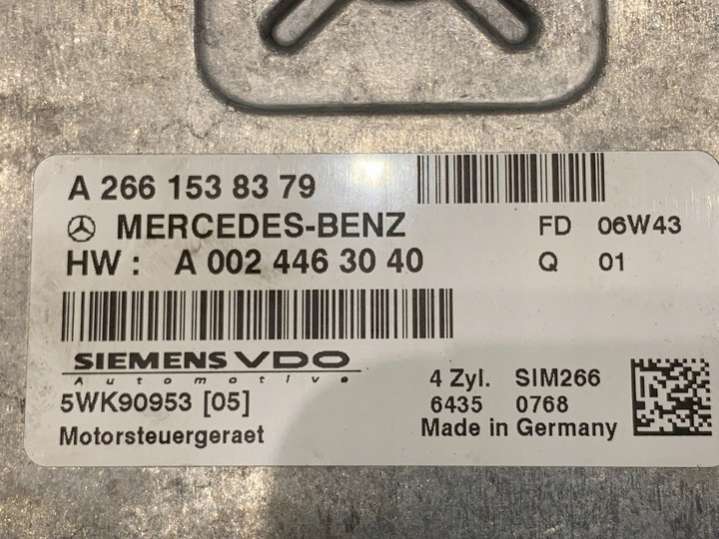 A 266 153 83 79
MERCEDES-BENZ FD 06W43
HW : A 002 446 30 40 Q 01
SIEMENS VDO
Automotive
5WK90953 [05]
Motorsteuergeraet
4 Zyl. SIM266
6435 0768
Made in Germany